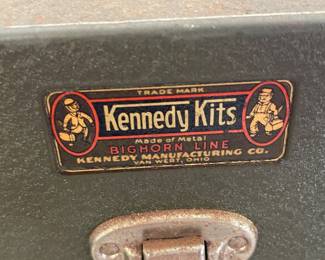 TRADE MARK
Kennedy Kits
Made of Metal
BIGHORN LINE
KENNEDY MANUFACTURING CO.
VAN WERT, OHIO